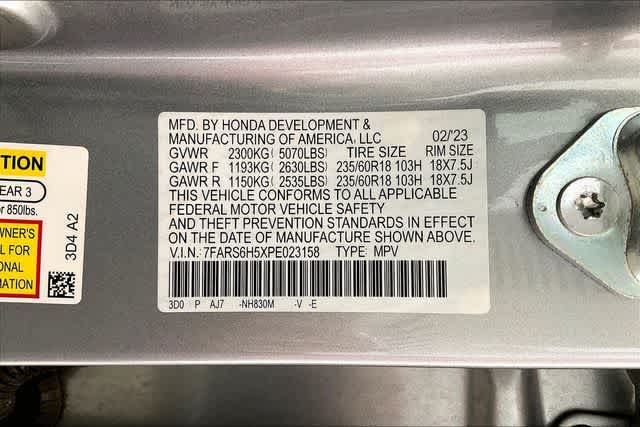 MFD. BY HONDA DEVELOPMENT &
MANUFACTURING OF AMERICA, LLC 02/'23
GVWR 2300KG(5070LBS) TIRE SIZE RIM SIZE
GAWR F 1193KG(2630LBS) 235/60R18 103H 18X7.5J
GAWR R 1150KG(2535LBS) 235/60R18 103H 18X7.5J
THIS VEHICLE CONFORMS TO ALL APPLICABLE
FEDERAL MOTOR VEHICLE SAFETY
AND THEFT PREVENTION STANDARDS IN EFFECT
ON THE DATE OF MANUFACTURE SHOWN ABOVE.
V.I.N.: 7FARS6H5XPE023158 TYPE: MPV
3D0 P AJ7 -NH830M -V -E
TION
EAR 3
r 850lbs.
WNER'S
L FOR
ONAL
MATION
3D4 A2